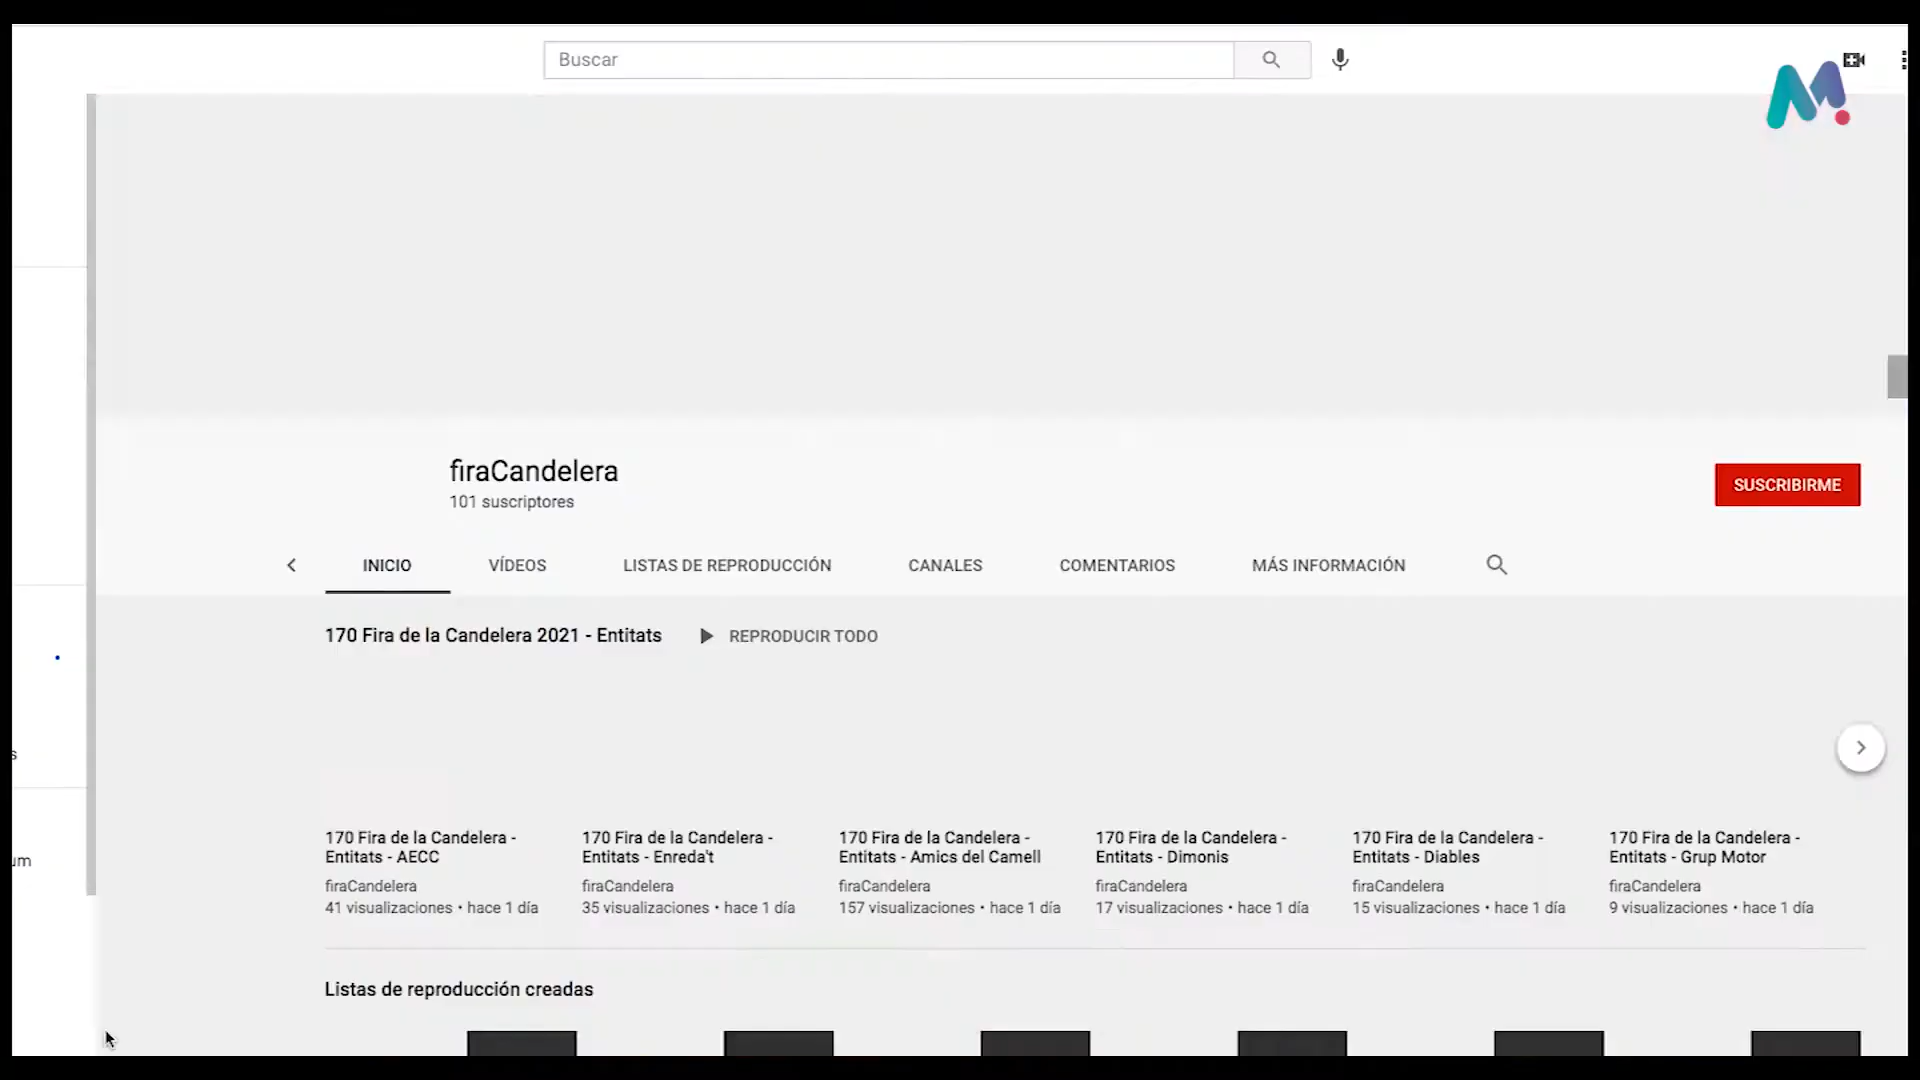 Buscar
firaCandelera
101 suscriptores
SUSCRIBIRME
INICIO VÍDEOS LISTAS DE REPRODUCCIÓN CANALES COMENTARIOS MÁS INFORMACIÓN
170 Fira de la Candelera 2021 - Entitats REPRODUCIR TODO
s
170 Fira de la Candelera -
Entitats - AECC
firaCandelera
41 visualizaciones • hace 1 día
170 Fira de la Candelera -
Entitats - Enreda't
firaCandelera
35 visualizaciones • hace 1 día
170 Fira de la Candelera -
Entitats - Amics del Camell
firaCandelera
157 visualizaciones • hace 1 día
170 Fira de la Candelera -
Entitats - Dimonis
firaCandelera
17 visualizaciones • hace 1 día
170 Fira de la Candelera -
Entitats - Diables
firaCandelera
15 visualizaciones • hace 1 día
170 Fira de la Candelera -
Entitats - Grup Motor
firaCandelera
9 visualizaciones • hace 1 día
Listas de reproducción creadas